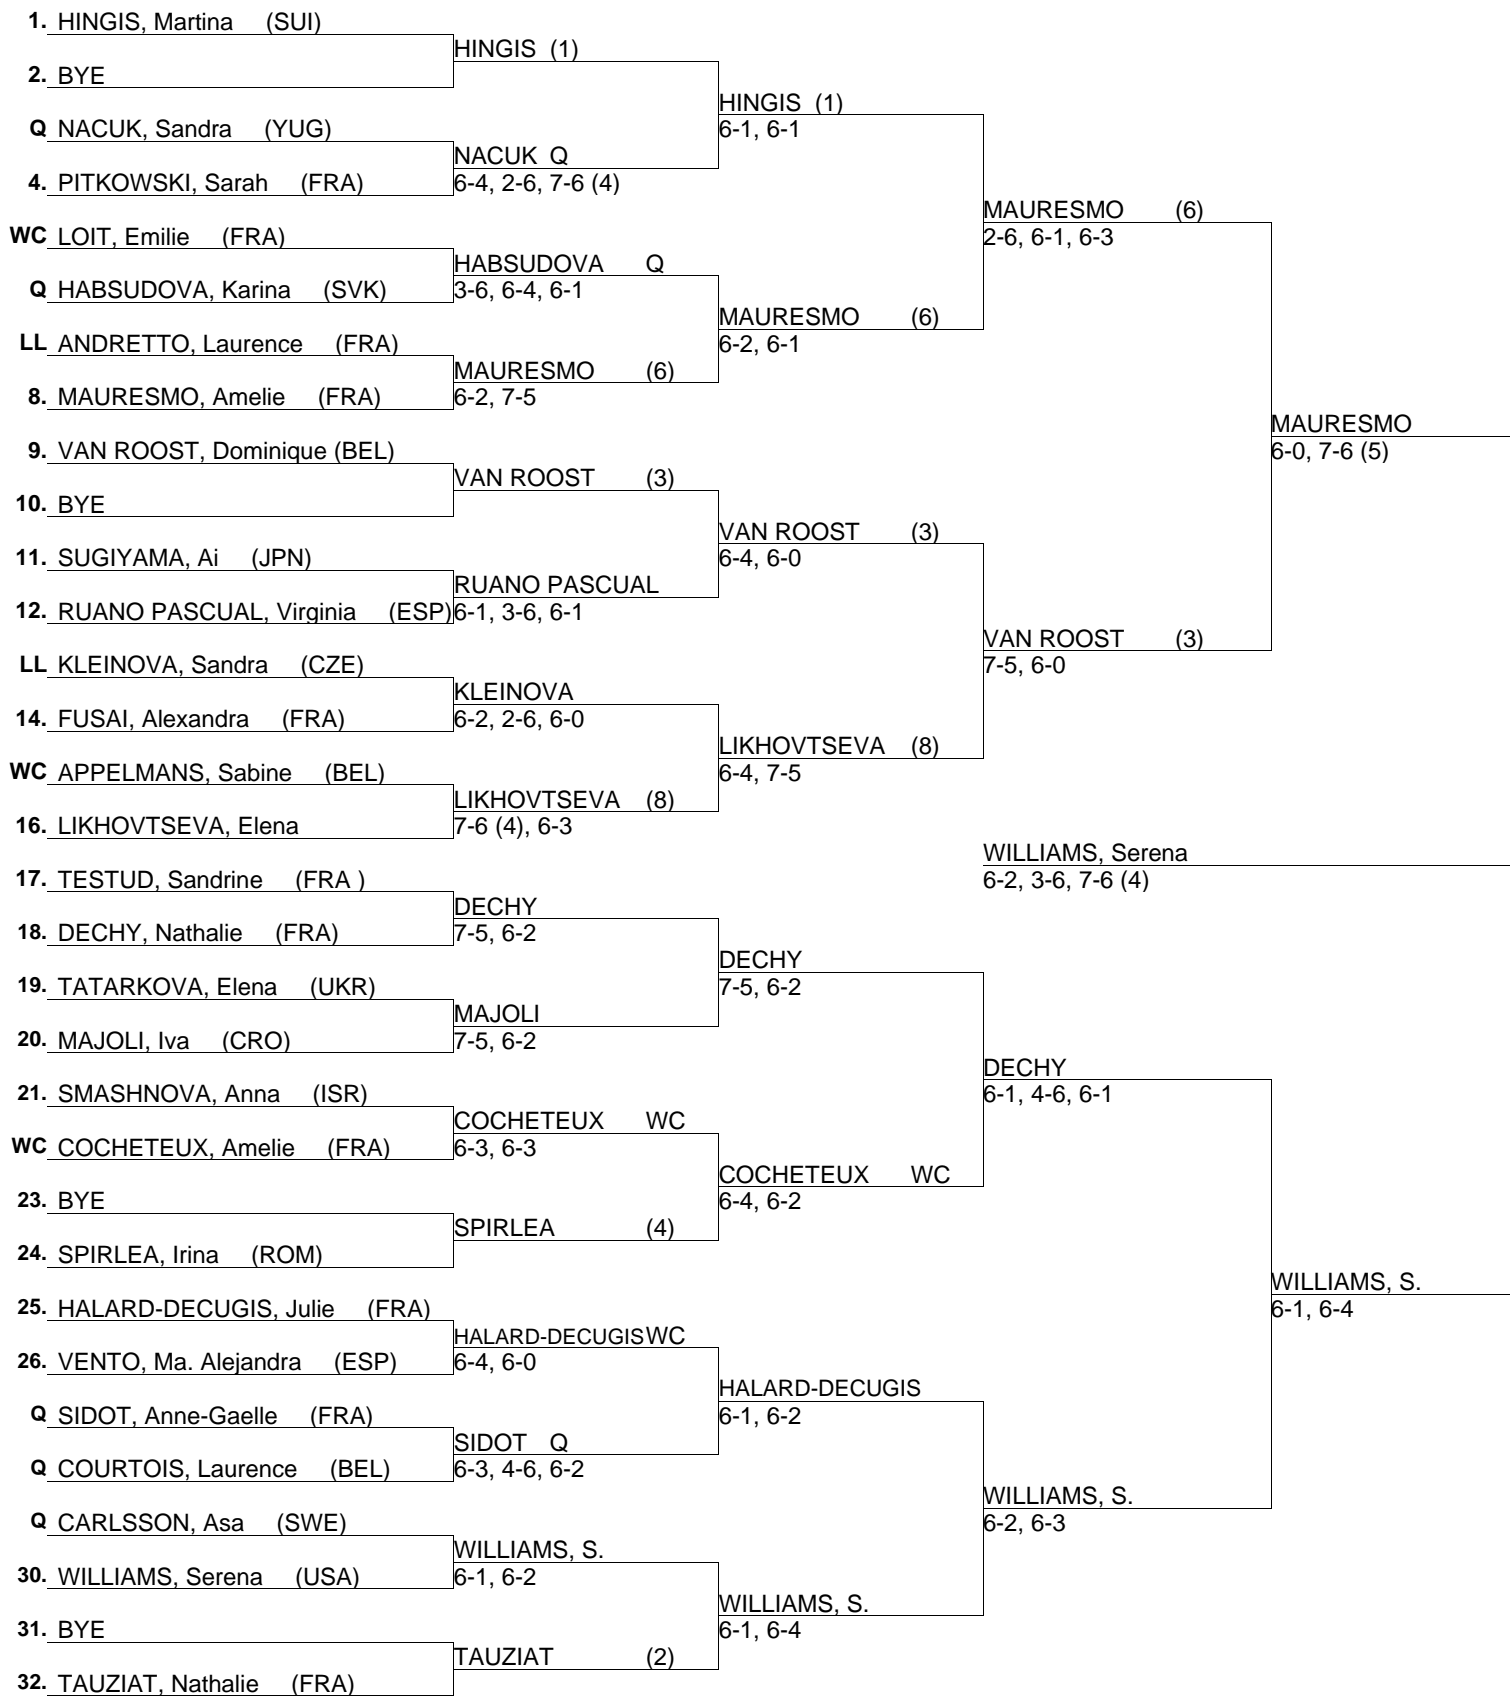 1. HINGIS, Martina (SUI)
HINGIS (1)
2. BYE
HINGIS (1)
6-1, 6-1
Q NACUK, Sandra (YUG)
NACUK Q
4. PITKOWSKI, Sarah (FRA)
6-4, 2-6, 7-6 (4)
MAURESMO (6)
2-6, 6-1, 6-3
WC LOIT, Emilie (FRA)
HABSUDOVA Q
Q HABSUDOVA, Karina (SVK)
3-6, 6-4, 6-1
MAURESMO (6)
6-2, 6-1
LL ANDRETTO, Laurence (FRA)
MAURESMO (6)
8. MAURESMO, Amelie (FRA)
6-2, 7-5
MAURESMO
6-0, 7-6 (5)
9. VAN ROOST, Dominique (BEL)
VAN ROOST (3)
10. BYE
VAN ROOST (3)
6-4, 6-0
11. SUGIYAMA, Ai (JPN)
RUANO PASCUAL
12. RUANO PASCUAL, Virginia (ESP)
6-1, 3-6, 6-1
VAN ROOST (3)
7-5, 6-0
LL KLEINOVA, Sandra (CZE)
KLEINOVA
14. FUSAI, Alexandra (FRA)
6-2, 2-6, 6-0
LIKHOVTSEVA (8)
6-4, 7-5
WC APPELMANS, Sabine (BEL)
LIKHOVTSEVA (8)
16. LIKHOVTSEVA, Elena
7-6 (4), 6-3
WILLIAMS, Serena
6-2, 3-6, 7-6 (4)
17. TESTUD, Sandrine (FRA )
DECHY
18. DECHY, Nathalie (FRA)
7-5, 6-2
DECHY
7-5, 6-2
19. TATARKOVA, Elena (UKR)
MAJOLI
20. MAJOLI, Iva (CRO)
7-5, 6-2
DECHY
6-1, 4-6, 6-1
21. SMASHNOVA, Anna (ISR)
COCHETEUX WC
WC COCHETEUX, Amelie (FRA)
6-3, 6-3
COCHETEUX WC
6-4, 6-2
23. BYE
SPIRLEA (4)
24. SPIRLEA, Irina (ROM)
WILLIAMS, S.
6-1, 6-4
25. HALARD-DECUGIS, Julie (FRA)
HALARD-DECUGIS WC
26. VENTO, Ma. Alejandra (ESP)
6-4, 6-0
HALARD-DECUGIS
6-1, 6-2
Q SIDOT, Anne-Gaelle (FRA)
SIDOT Q
Q COURTOIS, Laurence (BEL)
6-3, 4-6, 6-2
WILLIAMS, S.
6-2, 6-3
Q CARLSSON, Asa (SWE)
WILLIAMS, S.
30. WILLIAMS, Serena (USA)
6-1, 6-2
WILLIAMS, S.
6-1, 6-4
31. BYE
TAUZIAT (2)
32. TAUZIAT, Nathalie (FRA)